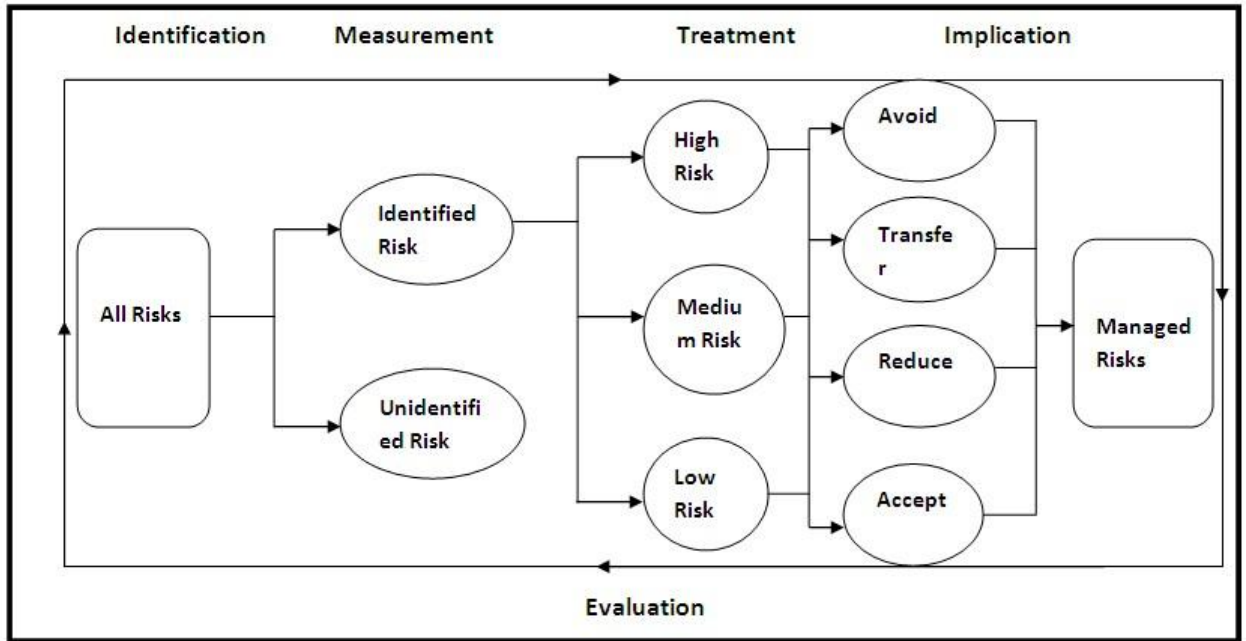 Identification Measurement Treatment Implication
All Risks
Identified
Risk
Unidentifi
ed Risk
High
Risk
Mediu
m Risk
Low
Risk
Avoid
Transfe
r
Reduce
Accept
Managed
Risks
Evaluation